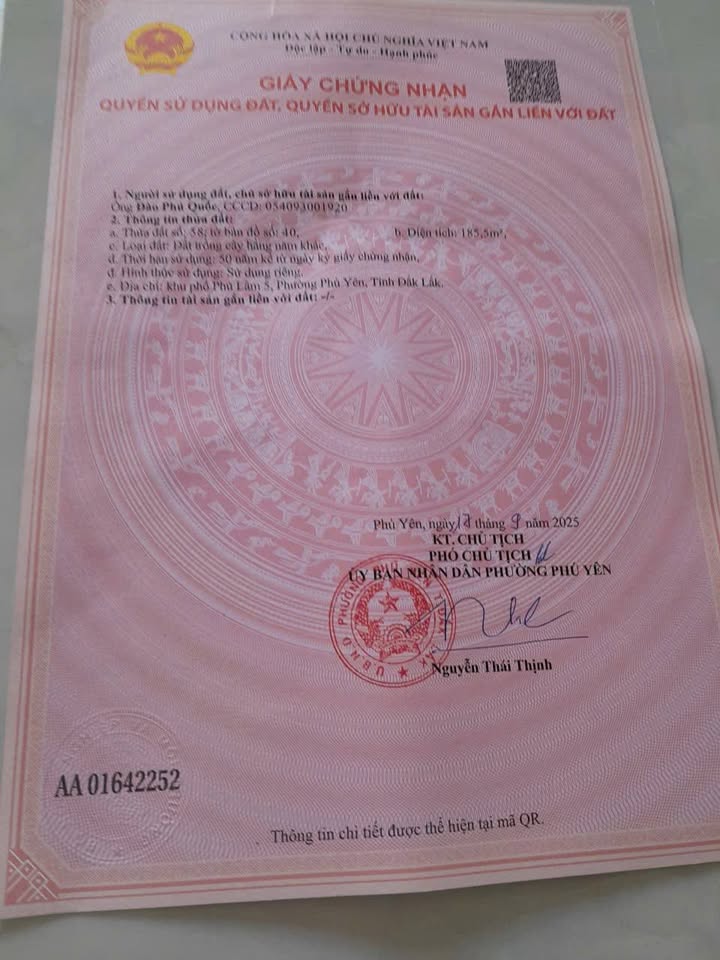 CỘNG HÒA XÃ HỘI CHỦ NGHĨA VIỆT NAM
Độc lập - Tự do - Hạnh phúc
GIẤY CHỨNG NHẬN
QUYỀN SỬ DỤNG ĐẤT, QUYỀN SỞ HỮU TÀI SẢN GẮN LIỀN VỚI ĐẤT
1. Người sử dụng đất, chủ sở hữu tài sản gắn liền với đất:
Ông Đào Phú Quốc, CCCD: 054093001920
2. Thông tin thửa đất:
a. Thửa đất số: 58; tờ bản đồ số: 40, b. Diện tích: 185,5m²,
c. Loại đất: Đất trồng cây hàng năm khác,
d. Thời hạn sử dụng: 50 năm kể từ ngày ký giấy chứng nhận,
đ. Hình thức sử dụng: Sử dụng riêng,
e. Địa chỉ: khu phố Phú Lâm 5, Phường Phú Yên, Tỉnh Đắk Lắk.
3. Thông tin tài sản gắn liền với đất: -/-
Phú Yên, ngày tháng 9 năm 2025
KT. CHỦ TỊCH
PHÓ CHỦ TỊCH
ỦY BAN NHÂN DÂN PHƯỜNG PHÚ YÊN
U.B.N.D PHƯỜNG PHÚ YÊN T. ĐẮK LẮK
Nguyễn Thái Thịnh
AA 01642252
Thông tin chi tiết được thể hiện tại mã QR.